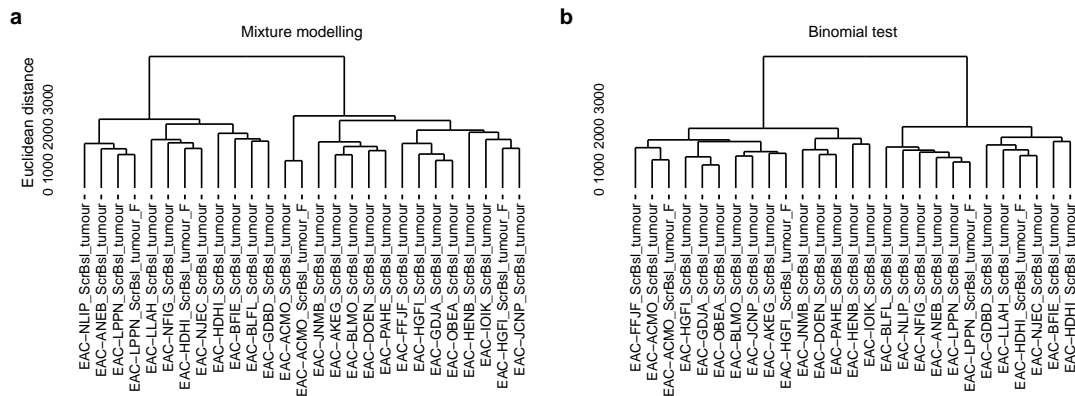 a
Mixture modelling
Euclidean distance
0 1000 2000 3000
EAC−NLIP_ScrBsl_tumour
EAC−ANEB_ScrBsl_tumour
EAC−LPPN_ScrBsl_tumour
EAC−LPPN_ScrBsl_tumour_F
EAC−LLAH_ScrBsl_tumour
EAC−NFIG_ScrBsl_tumour
EAC−HDHI_ScrBsl_tumour_F
EAC−NJEC_ScrBsl_tumour
EAC−HDHI_ScrBsl_tumour
EAC−BFIE_ScrBsl_tumour
EAC−BLFL_ScrBsl_tumour
EAC−GDBD_ScrBsl_tumour
EAC−ACMO_ScrBsl_tumour
EAC−ACMO_ScrBsl_tumour_F
EAC−JNMB_ScrBsl_tumour
EAC−AKEG_ScrBsl_tumour
EAC−BLMO_ScrBsl_tumour
EAC−DOEN_ScrBsl_tumour
EAC−PAHE_ScrBsl_tumour
EAC−FFJF_ScrBsl_tumour
EAC−HGFI_ScrBsl_tumour
EAC−GDJA_ScrBsl_tumour
EAC−OBEA_ScrBsl_tumour
EAC−HENB_ScrBsl_tumour
EAC−IOIK_ScrBsl_tumour
EAC−HGFI_ScrBsl_tumour_F
EAC−JCNP_ScrBsl_tumour
b
Binomial test
0 1000 2000 3000
EAC−FFJF_ScrBsl_tumour
EAC−ACMO_ScrBsl_tumour
EAC−ACMO_ScrBsl_tumour_F
EAC−HGFI_ScrBsl_tumour
EAC−GDJA_ScrBsl_tumour
EAC−OBEA_ScrBsl_tumour
EAC−BLMO_ScrBsl_tumour
EAC−JCNP_ScrBsl_tumour
EAC−AKEG_ScrBsl_tumour
EAC−HGFI_ScrBsl_tumour_F
EAC−JNMB_ScrBsl_tumour
EAC−DOEN_ScrBsl_tumour
EAC−PAHE_ScrBsl_tumour
EAC−HENB_ScrBsl_tumour
EAC−IOIK_ScrBsl_tumour
EAC−BLFL_ScrBsl_tumour
EAC−NLIP_ScrBsl_tumour
EAC−NFIG_ScrBsl_tumour
EAC−ANEB_ScrBsl_tumour
EAC−LPPN_ScrBsl_tumour
EAC−LPPN_ScrBsl_tumour_F
EAC−GDBD_ScrBsl_tumour
EAC−LLAH_ScrBsl_tumour
EAC−HDHI_ScrBsl_tumour_F
EAC−NJEC_ScrBsl_tumour
EAC−BFIE_ScrBsl_tumour
EAC−HDHI_ScrBsl_tumour